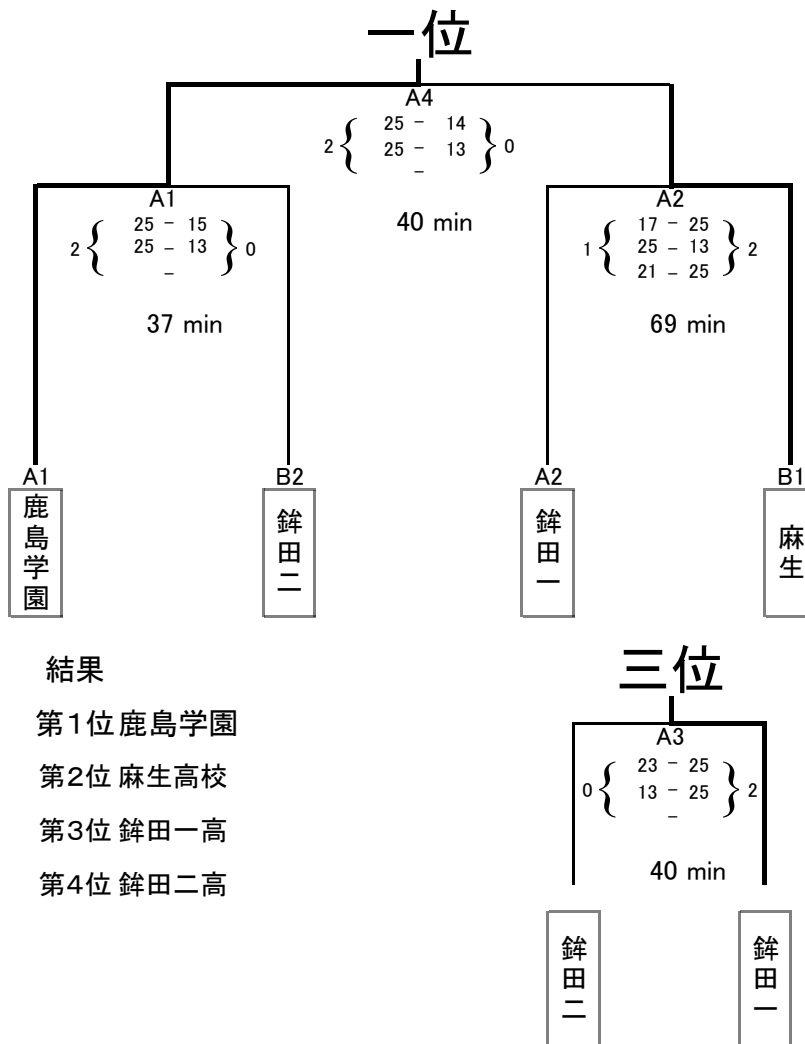 一位
A4
25 － 14
2 { 25 － 13 } 0
－
40 min
A1
25 － 15
2 { 25 － 13 } 0
－
37 min
A2
17 － 25
1 { 25 － 13 } 2
21 － 25
69 min
A1
鹿島学園
B2
鉾田二
A2
鉾田一
B1
麻生
結果
第１位 鹿島学園
第２位 麻生高校
第３位 鉾田一高
第４位 鉾田二高
三位
A3
23 － 25
0 { 13 － 25 } 2
－
40 min
鉾田二
鉾田一